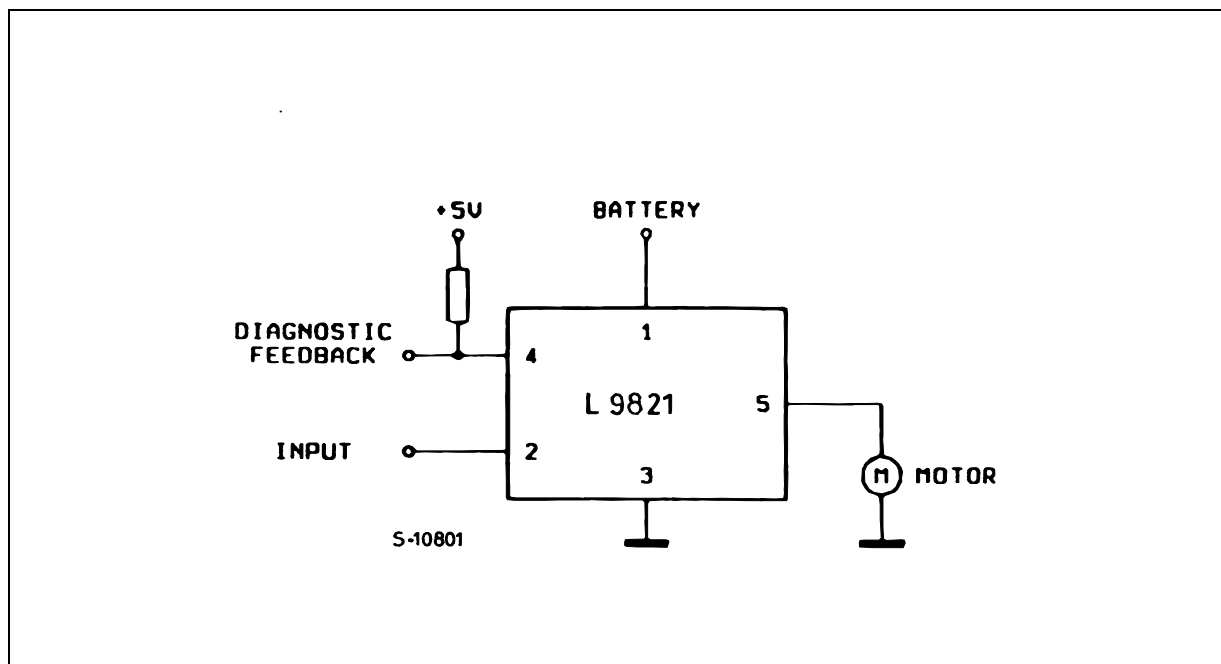 +5V
BATTERY
DIAGNOSTIC
FEEDBACK
4
1
L 9821
5
INPUT
2
3
M
MOTOR
S-10801